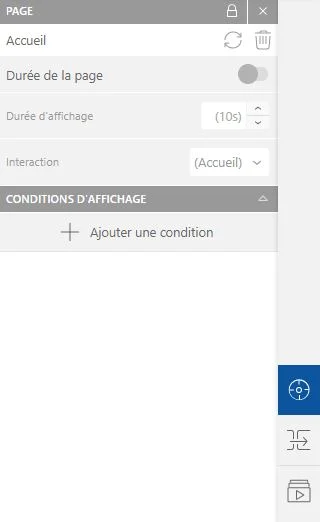 PAGE
Accueil
Durée de la page
Durée d'affichage (10s)
Interaction (Accueil)
CONDITIONS D'AFFICHAGE
Ajouter une condition